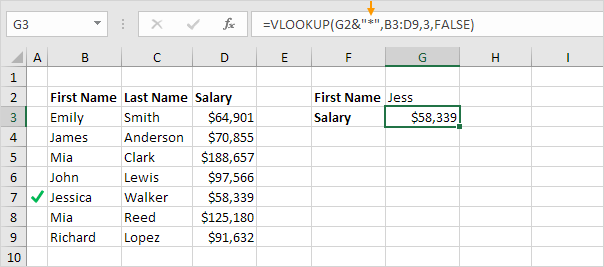 G3 =VLOOKUP(G2&"*",B3:D9,3,FALSE)
A B C D E F G H I
1
2 First Name Last Name Salary First Name Jess
3 Emily Smith $64,901 Salary $58,339
4 James Anderson $70,855
5 Mia Clark $188,657
6 John Lewis $97,566
7 Jessica Walker $58,339
8 Mia Reed $125,180
9 Richard Lopez $91,632
10